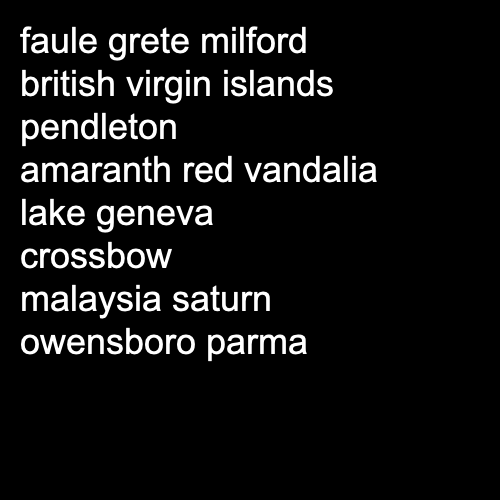 faule grete milford
british virgin islands
pendleton
amaranth red vandalia
lake geneva
crossbow
malaysia saturn
owensboro parma